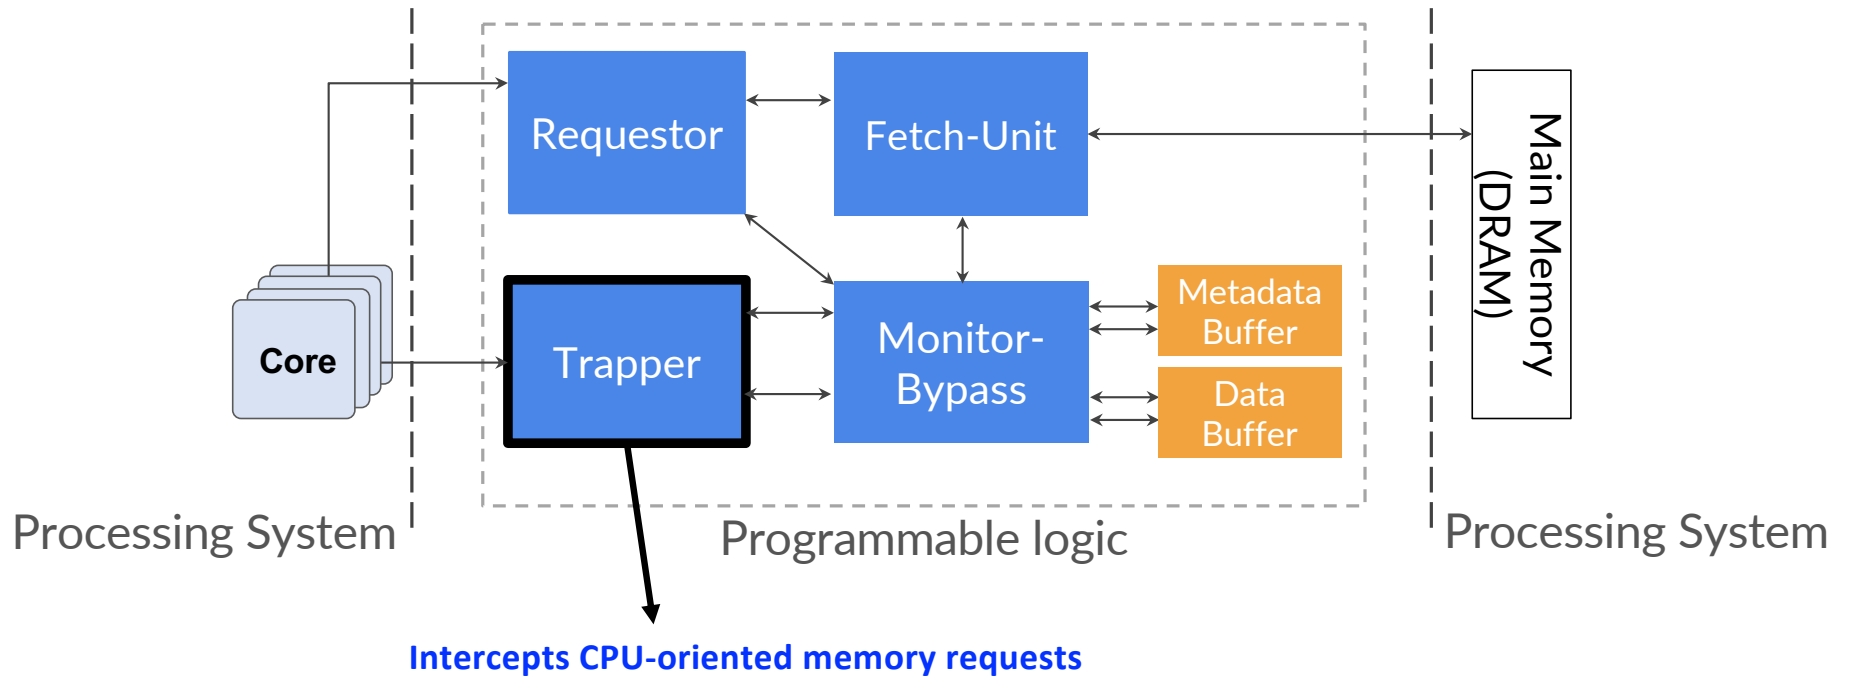 Requestor
Fetch-Unit
Main Memory
(DRAM)
Core
Trapper
Monitor-
Bypass
Metadata
Buffer
Data
Buffer
Processing System
Programmable logic
Processing System
Intercepts CPU-oriented memory requests